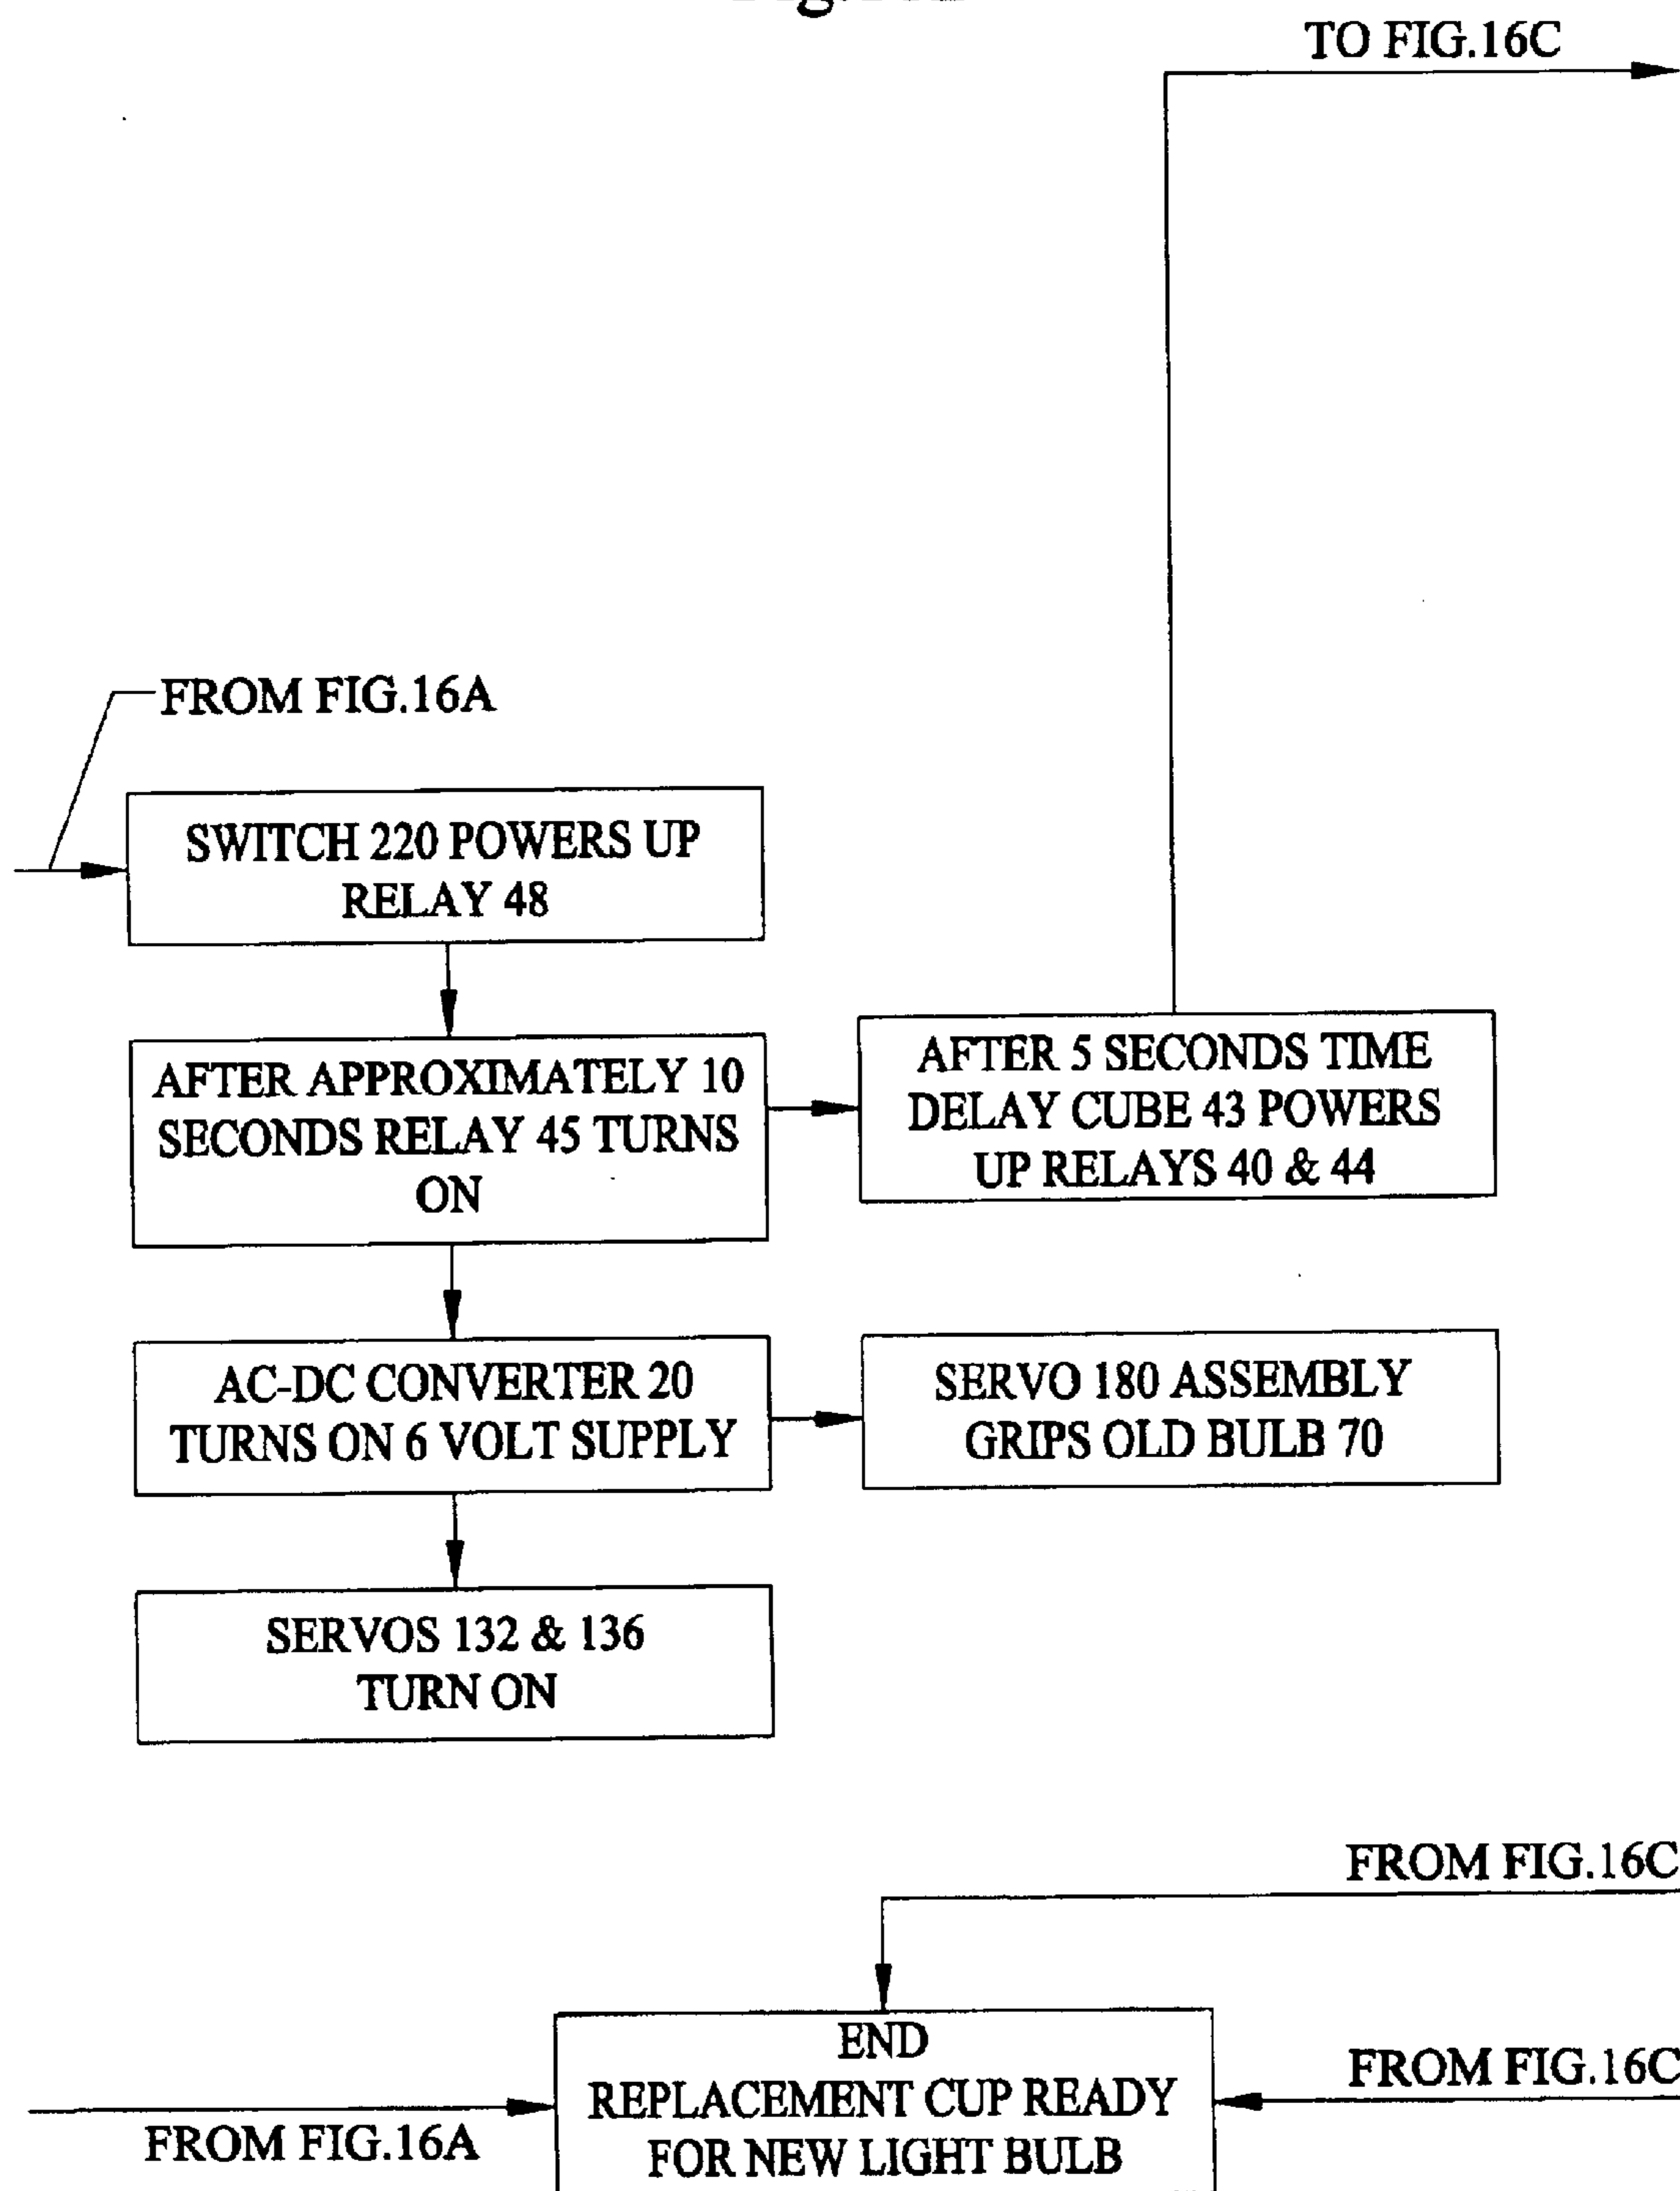 TO FIG.16C
FROM FIG.16A
SWITCH 220 POWERS UP
RELAY 48
AFTER APPROXIMATELY 10
SECONDS RELAY 45 TURNS
ON
AFTER 5 SECONDS TIME
DELAY CUBE 43 POWERS
UP RELAYS 40 & 44
AC-DC CONVERTER 20
TURNS ON 6 VOLT SUPPLY
SERVO 180 ASSEMBLY
GRIPS OLD BULB 70
SERVOS 132 & 136
TURN ON
FROM FIG.16C
END
REPLACEMENT CUP READY
FOR NEW LIGHT BULB
FROM FIG.16C
FROM FIG.16A